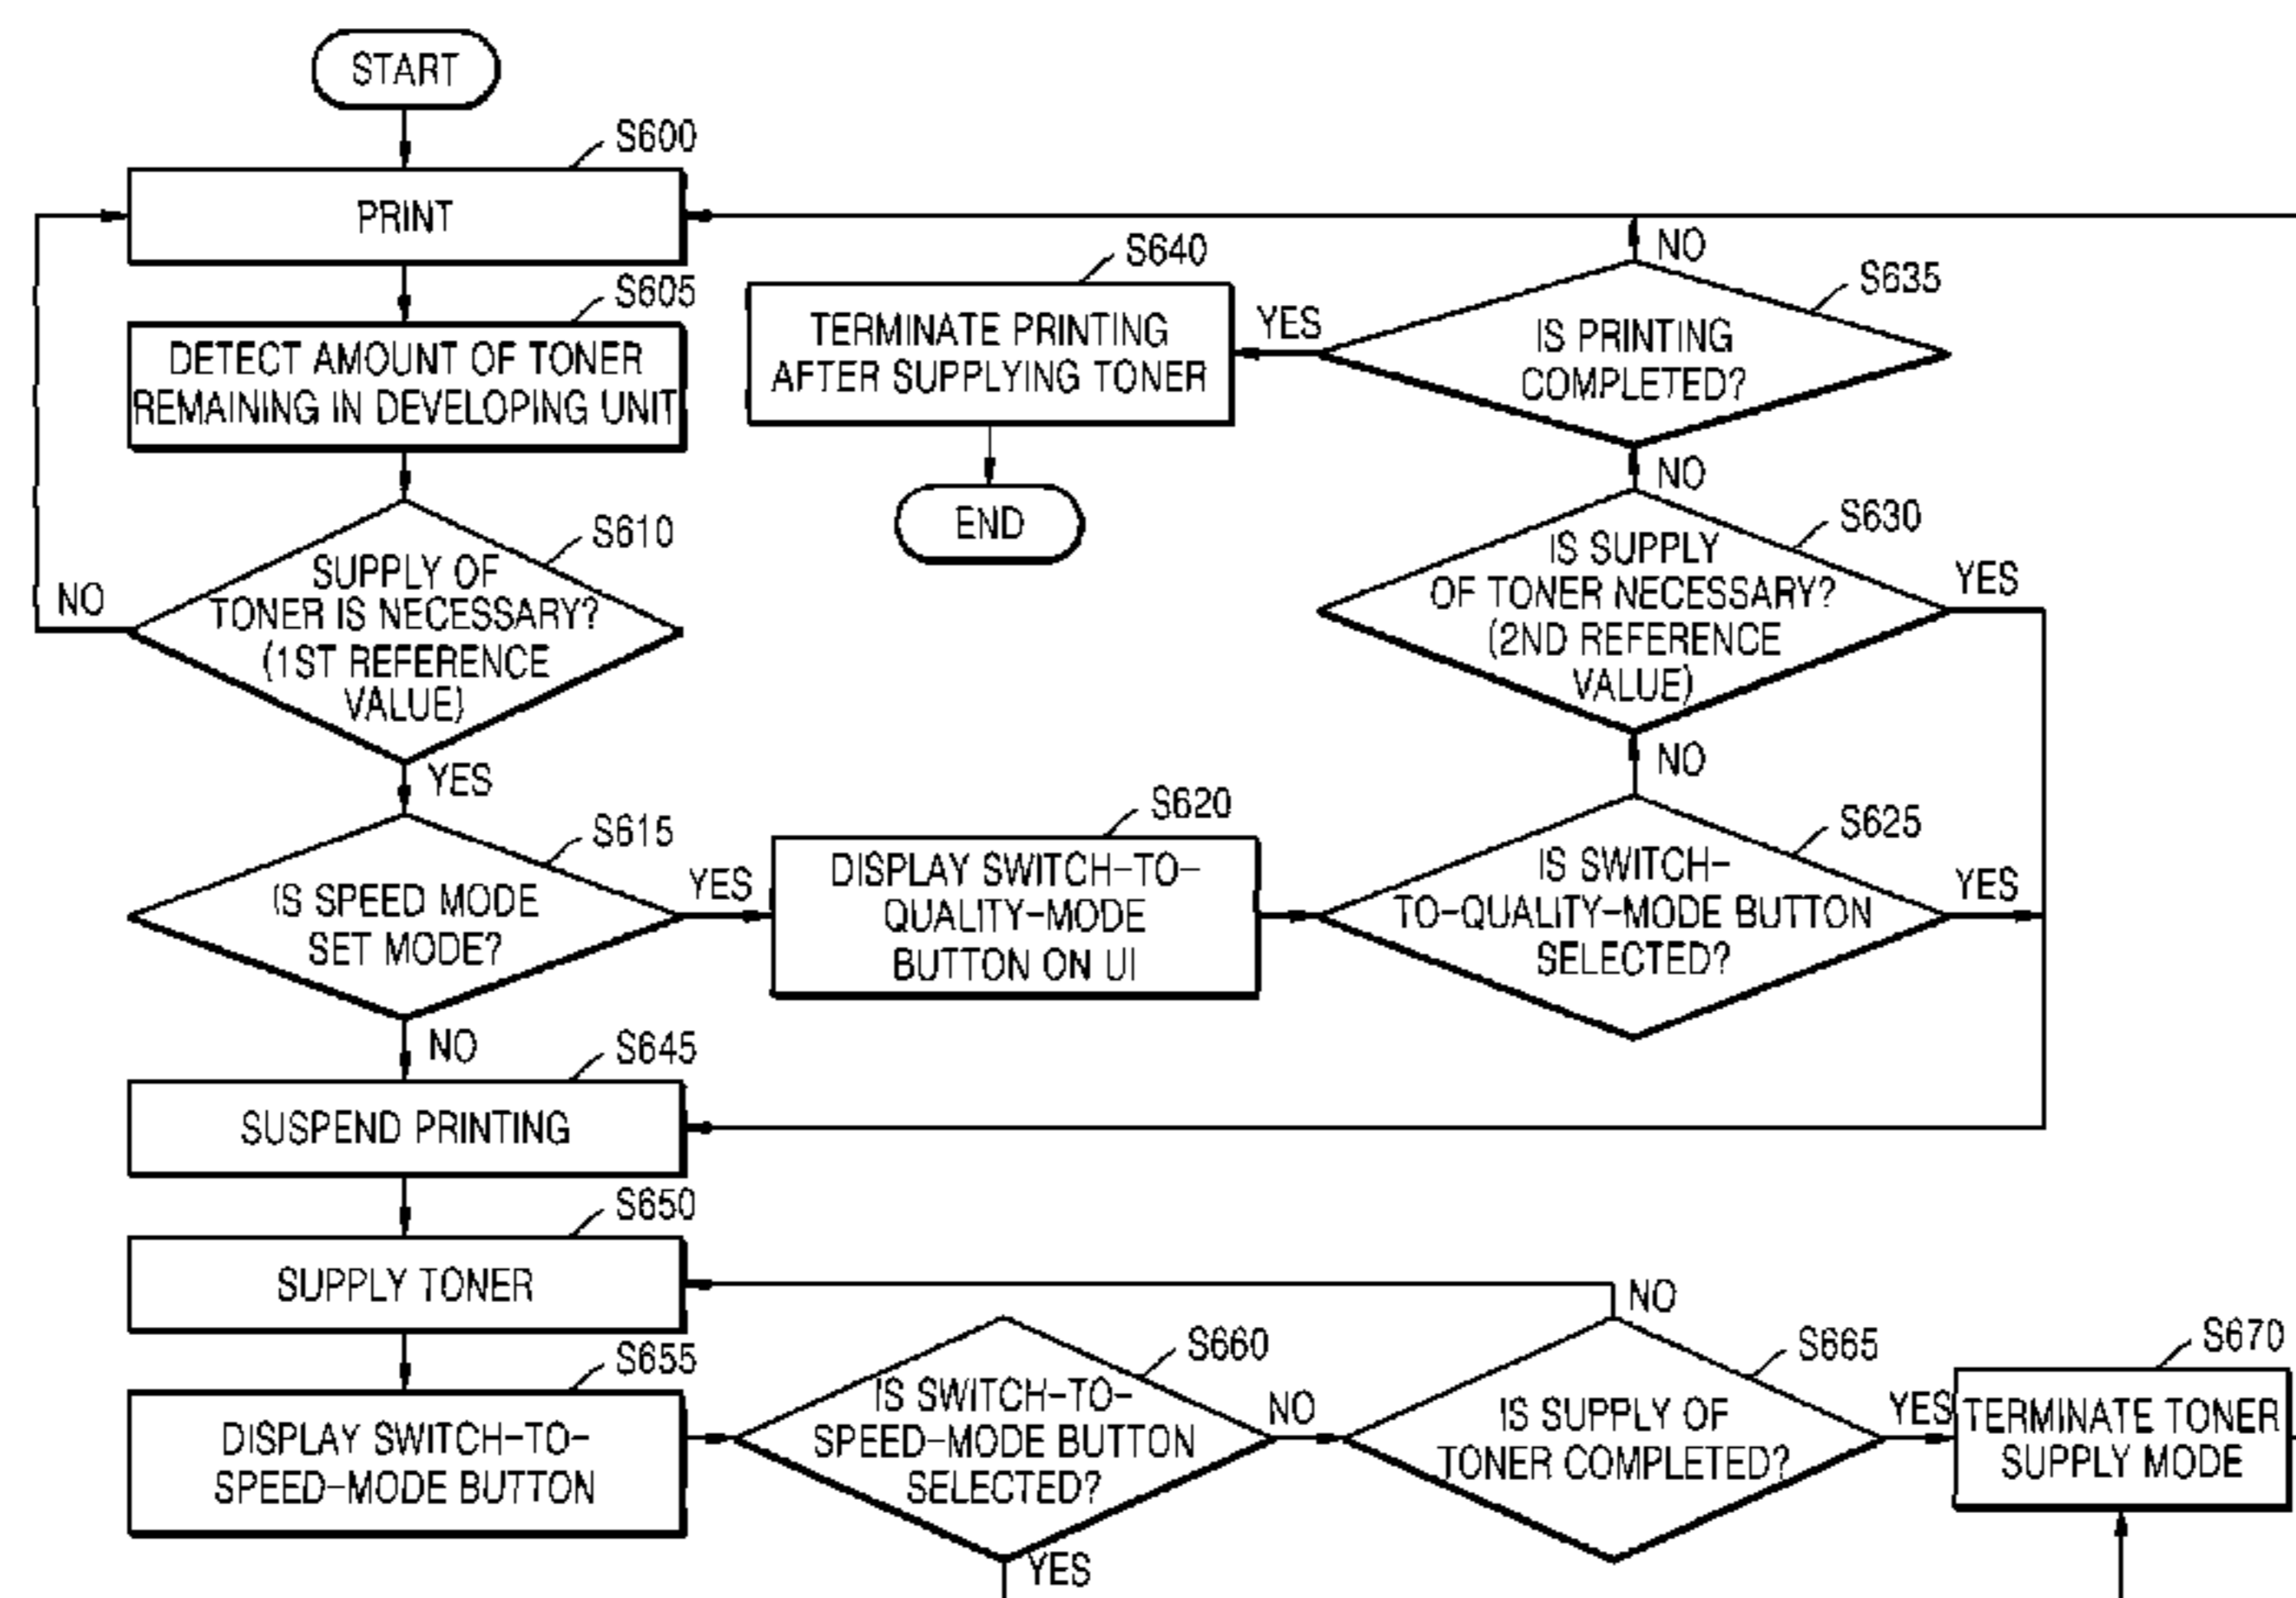 START
S600
PRINT
S605
DETECT AMOUNT OF TONER
REMAINING IN DEVELOPING UNIT
S610
SUPPLY OF
TONER IS NECESSARY?
(1ST REFERENCE
VALUE)
NO
YES
S615
IS SPEED MODE
SET MODE?
YES
NO
S620
DISPLAY SWITCH-TO-
QUALITY-MODE
BUTTON ON UI
S625
IS SWITCH-
TO-QUALITY-MODE BUTTON
SELECTED?
YES
NO
S630
IS SUPPLY
OF TONER NECESSARY?
(2ND REFERENCE
VALUE)
YES
NO
S635
IS PRINTING
COMPLETED?
NO
YES
S640
TERMINATE PRINTING
AFTER SUPPLYING TONER
END
S645
SUSPEND PRINTING
S650
SUPPLY TONER
S655
DISPLAY SWITCH-TO-
SPEED-MODE BUTTON
S660
IS SWITCH-TO-
SPEED-MODE BUTTON
SELECTED?
NO
YES
S665
IS SUPPLY OF
TONER COMPLETED?
NO
YES
S670
TERMINATE TONER
SUPPLY MODE